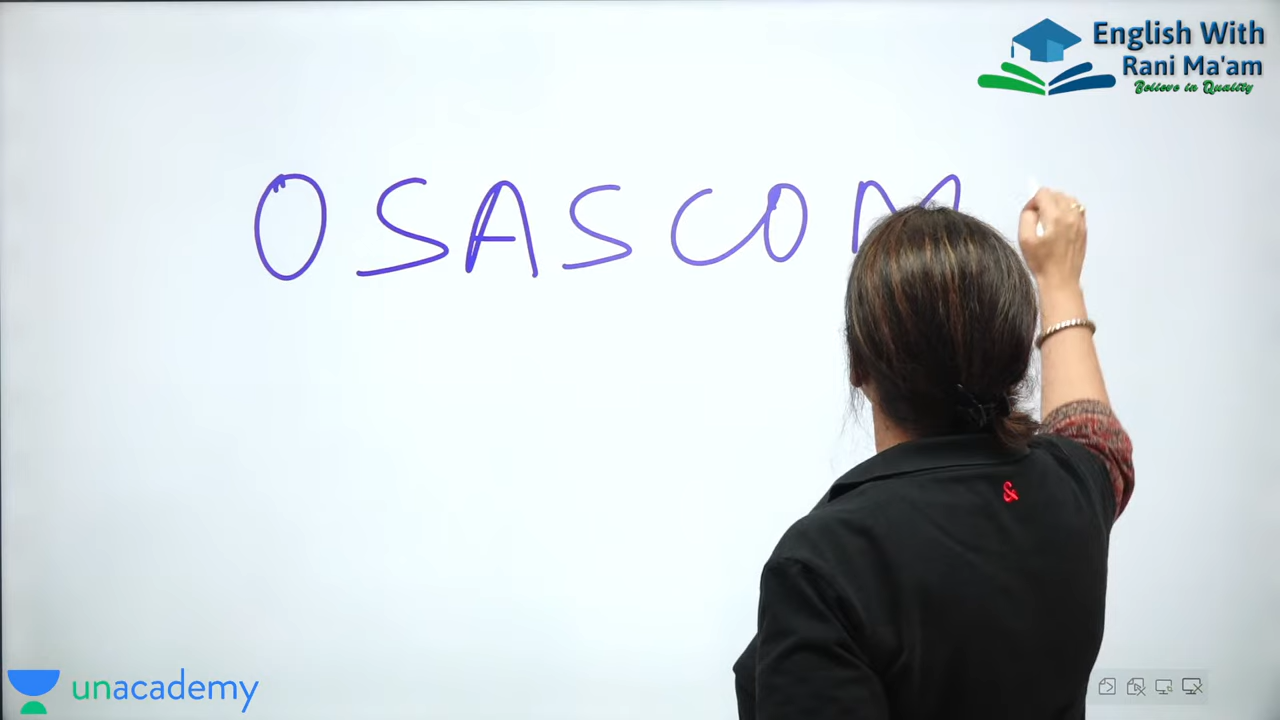 English With
Rani Ma'am
Believe in Quality
OSASCOM
&
unacademy